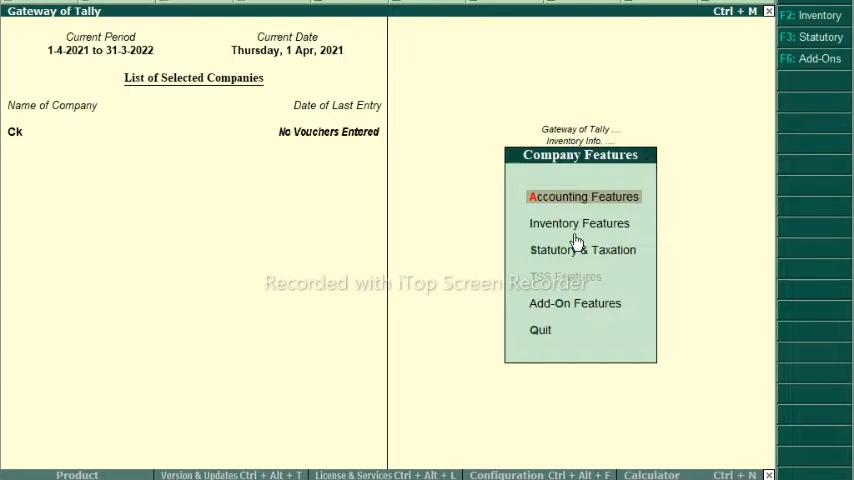 Gateway of Tally
Ctrl + M
F2: Inventory
F3: Statutory
F6: Add-Ons
Current Period
Current Date
1-4-2021 to 31-3-2022
Thursday, 1 Apr, 2021
List of Selected Companies
Name of Company
Date of Last Entry
Ck
No Vouchers Entered
Gateway of Tally ....
Inventory Info. ....
Company Features
Accounting Features
Inventory Features
Statutory & Taxation
TSS Features
Add-On Features
Quit
Recorded with iTop Screen Recorder
Product
Version & Updates Ctrl + Alt + T
License & Services Ctrl + Alt + L
Configuration Ctrl + Alt + F
Calculator
Ctrl + N